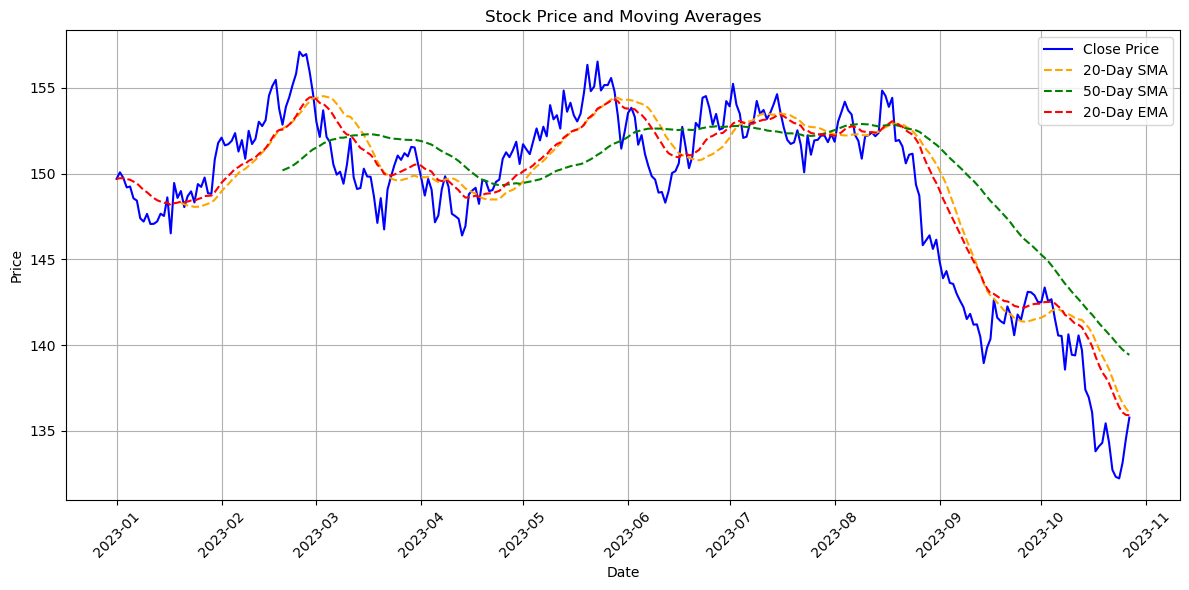 Stock Price and Moving Averages
Close Price
20-Day SMA
50-Day SMA
20-Day EMA
Price
155
150
145
140
135
2023-01
2023-02
2023-03
2023-04
2023-05
2023-06
2023-07
2023-08
2023-09
2023-10
2023-11
Date